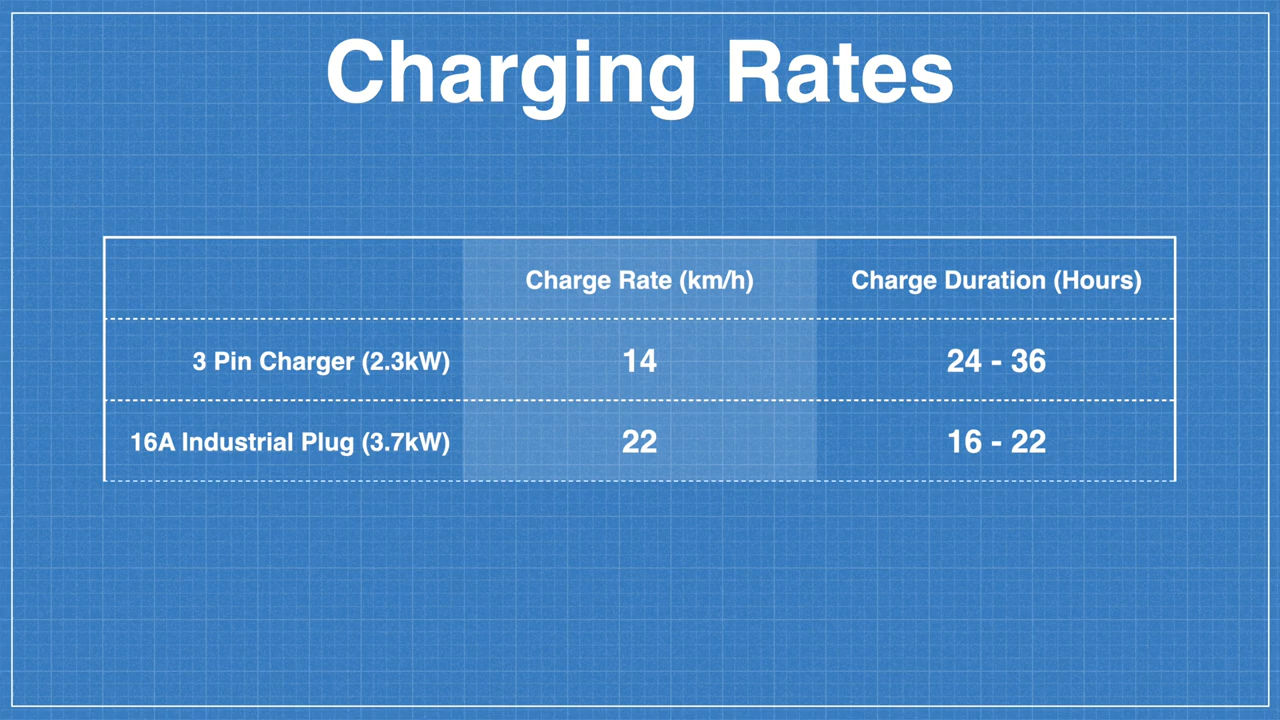 Charging Rates
Charge Rate (km/h) Charge Duration (Hours)
3 Pin Charger (2.3kW) 14 24 - 36
16A Industrial Plug (3.7kW) 22 16 - 22